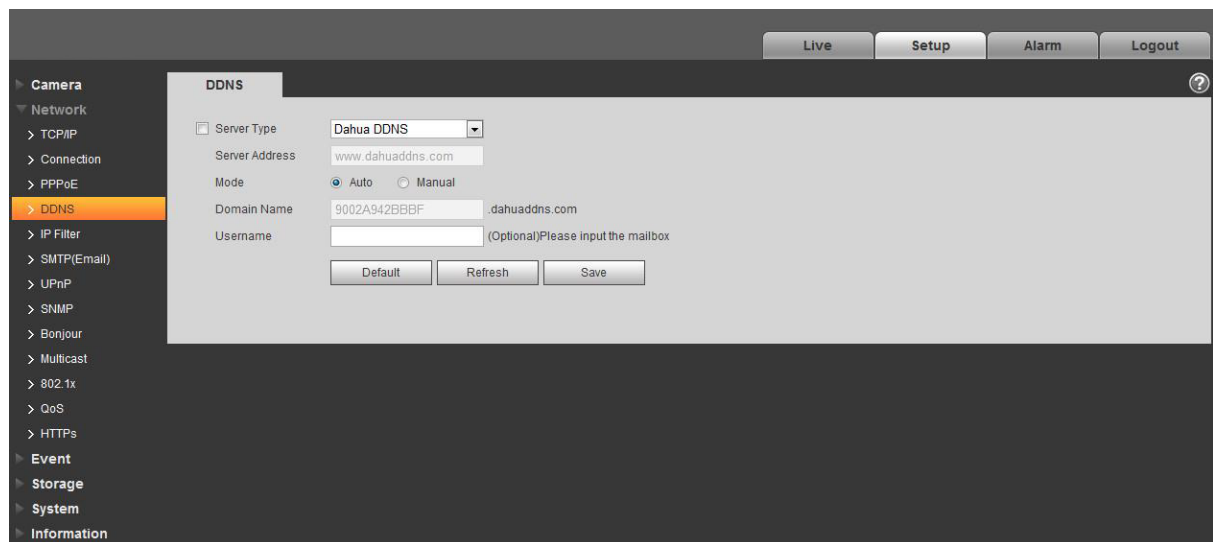 Live Setup Alarm Logout
Camera
Network
TCP/IP
Connection
PPPoE
DDNS
IP Filter
SMTP(Email)
UPnP
SNMP
Bonjour
Multicast
802.1x
QoS
HTTPs
Event
Storage
System
Information
DDNS
?
Server Type Dahua DDNS
Server Address www.dahuaddns.com
Mode Auto Manual
Domain Name 9002A942BBBF .dahuaddns.com
Username (Optional)Please input the mailbox
Default Refresh Save